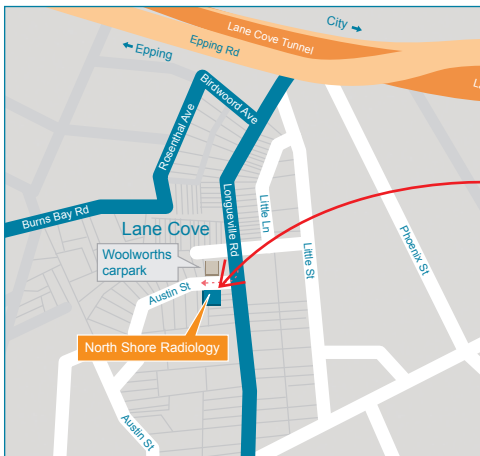 City
Lane Cove Tunnel
Epping Rd
Epping
Birdwoord Ave
Rosenthal Ave
Burns Bay Rd
Longueville Rd
Little Ln
Lane Cove
Woolworths
carpark
Little St
Phoenix St
Austin St
North Shore Radiology
Austin St